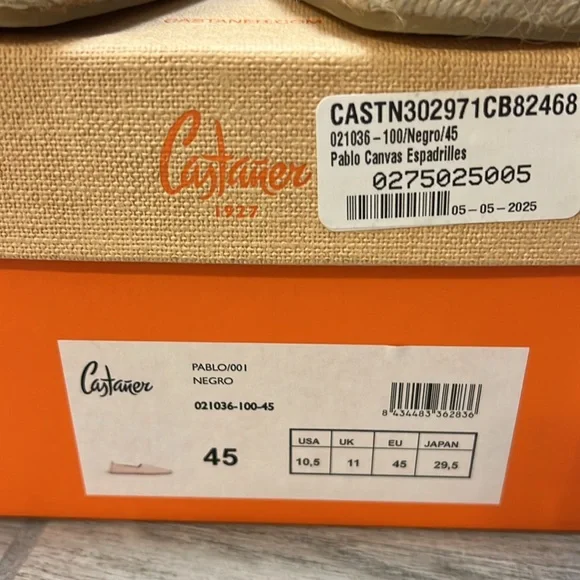 CASTANER.COM
Castañer
1927
CASTN302971CB82468
021036-100/Negro/45
Pablo Canvas Espadrilles
0275025005
05-05-2025
Castañer
PABLO/001
NEGRO
021036-100-45
45
8 434483 362836
USA UK EU JAPAN
10,5 11 45 29,5